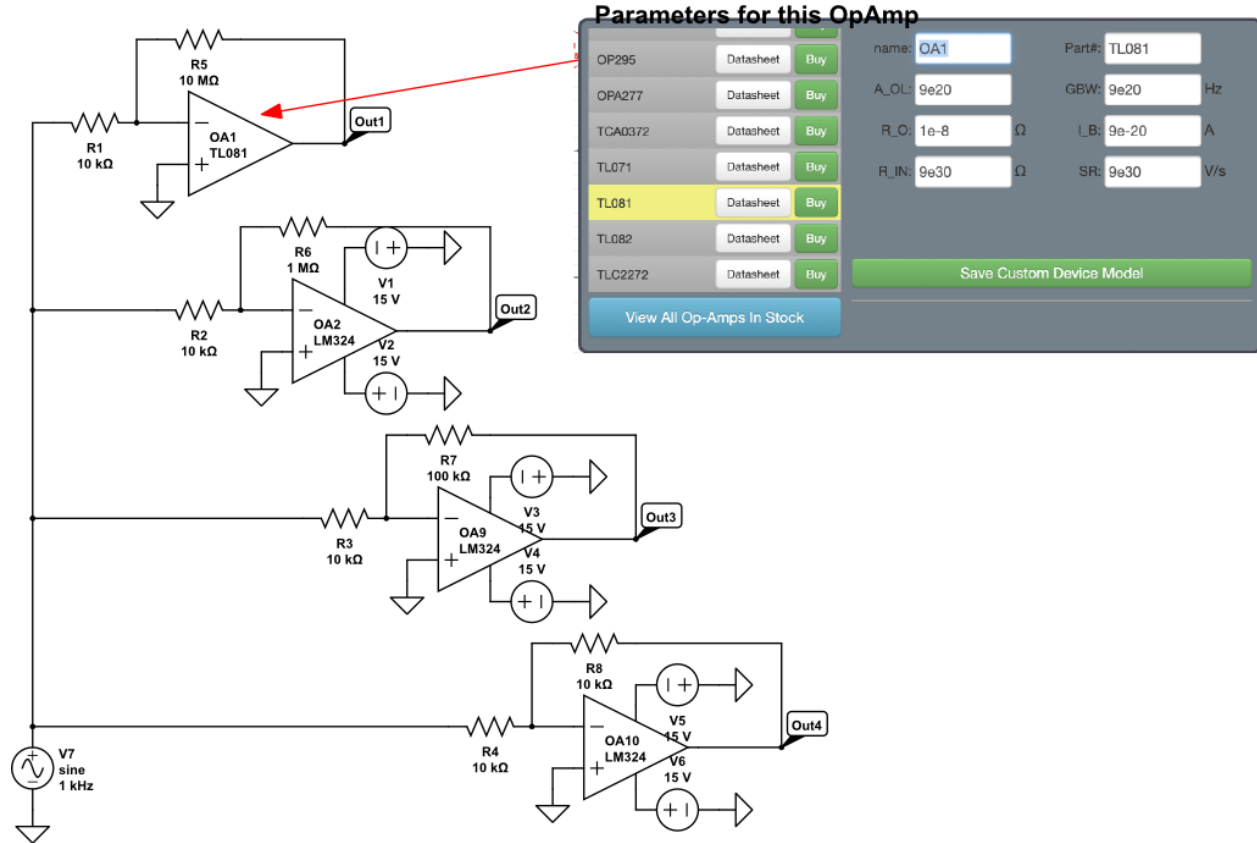 Parameters for this OpAmp
OP295 Datasheet Buy
OPA277 Datasheet Buy
TCA0372 Datasheet Buy
TL071 Datasheet Buy
TL081 Datasheet Buy
TL082 Datasheet Buy
TLC2272 Datasheet Buy
View All Op-Amps In Stock
name: OA1 Part#: TL081
A_OL: 9e20 GBW: 9e20 Hz
R_O: 1e-8 Ω I_B: 9e-20 A
R_IN: 9e30 Ω SR: 9e30 V/s
Save Custom Device Model
R5
10 MΩ
R1
10 kΩ
−
+
OA1
TL081
Out1
R6
1 MΩ
V1
15 V
R2
10 kΩ
−
+
OA2
LM324
V2
15 V
Out2
R7
100 kΩ
V3
15 V
R3
10 kΩ
−
+
OA9
LM324
V4
15 V
Out3
R8
10 kΩ
V5
15 V
R4
10 kΩ
−
+
OA10
LM324
V6
15 V
Out4
V7
sine
1 kHz